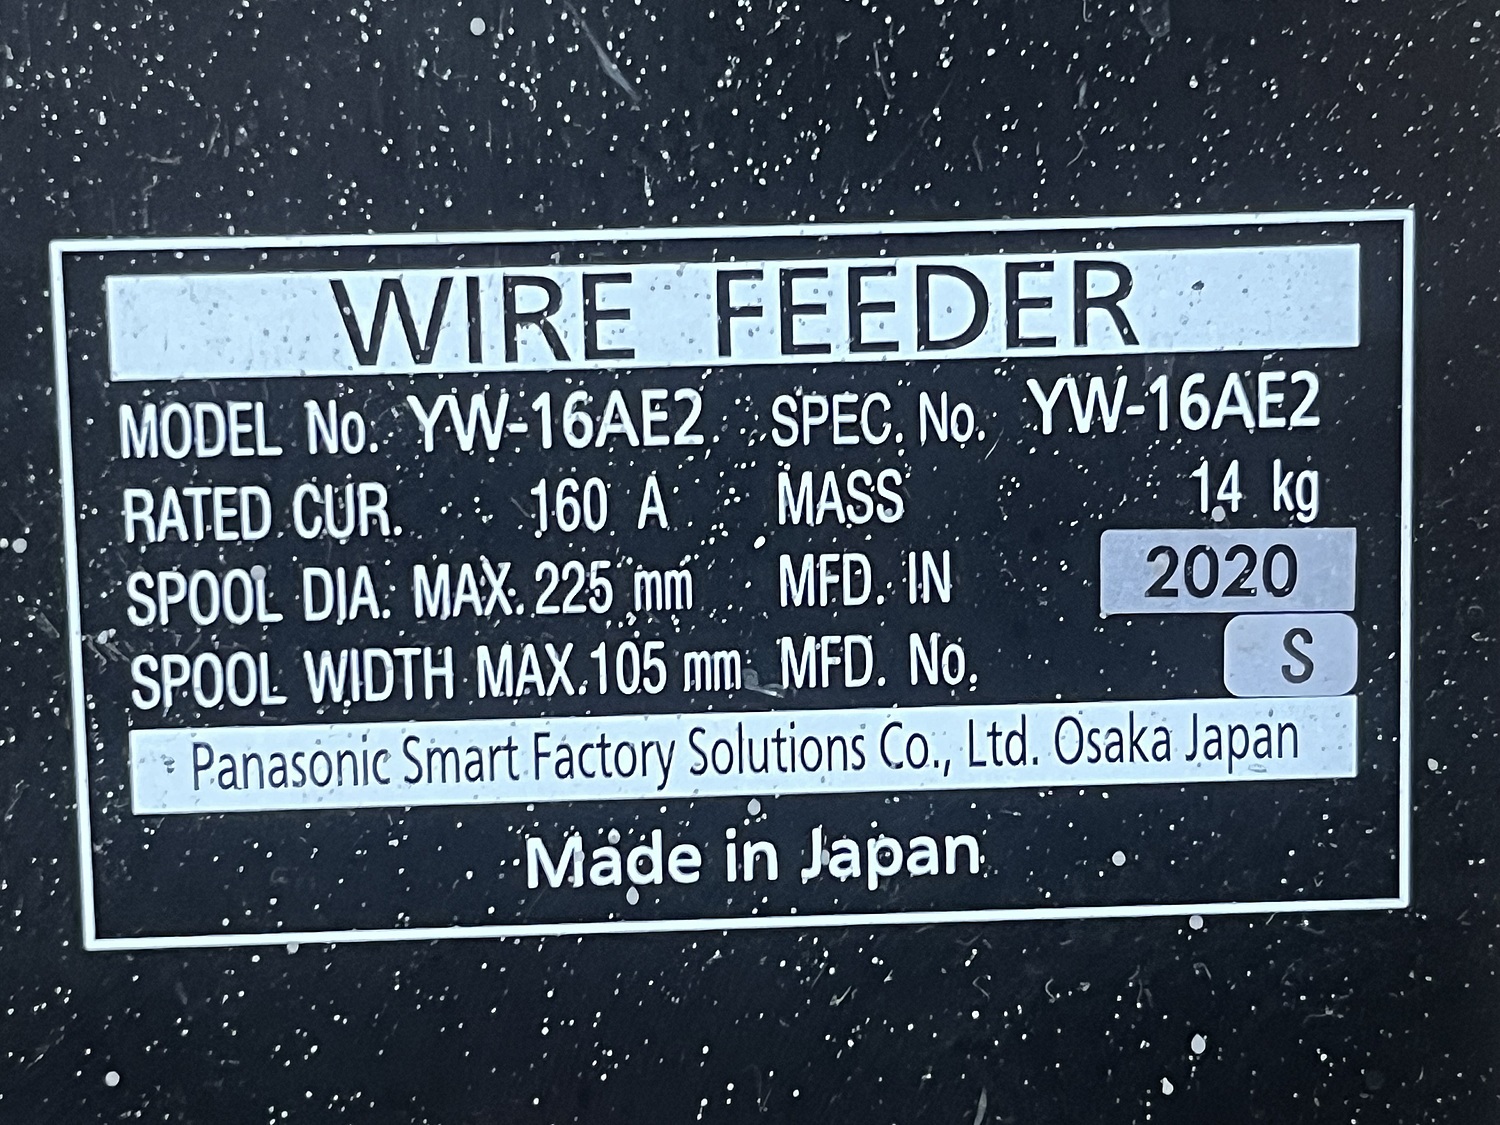 WIRE FEEDER
MODEL No. YW-16AE2 SPEC. No. YW-16AE2
RATED CUR. 160 A MASS 14 kg
SPOOL DIA. MAX. 225 mm MFD. IN 2020
SPOOL WIDTH MAX. 105 mm MFD. No. S
Panasonic Smart Factory Solutions Co., Ltd. Osaka Japan
Made in Japan